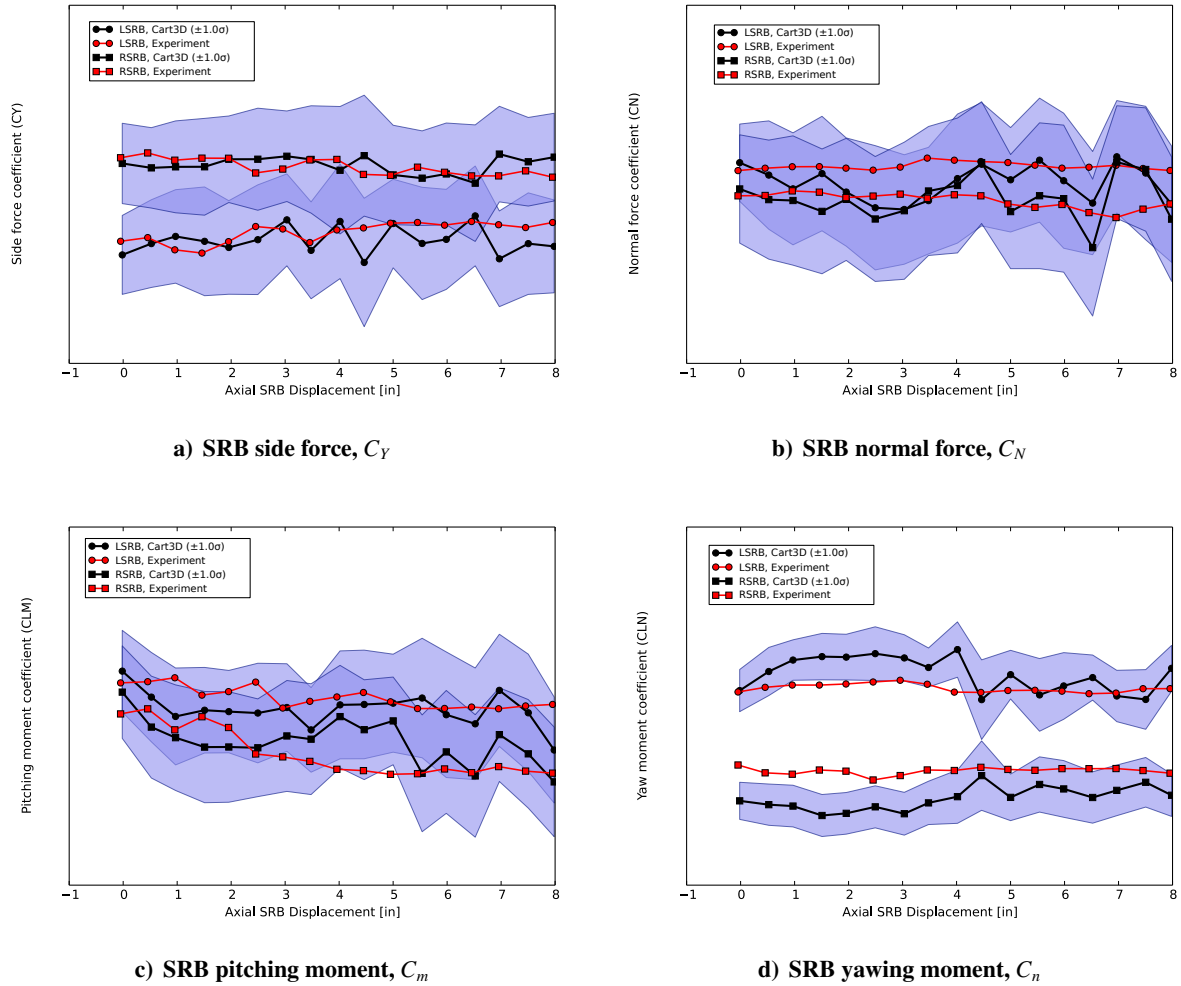 LSRB, Cart3D (±1.0σ)
LSRB, Experiment
RSRB, Cart3D (±1.0σ)
RSRB, Experiment
Side force coefficient (CY)
−1 0 1 2 3 4 5 6 7 8
Axial SRB Displacement [in]
a) SRB side force, C_Y
LSRB, Cart3D (±1.0σ)
LSRB, Experiment
RSRB, Cart3D (±1.0σ)
RSRB, Experiment
Normal force coefficient (CN)
−1 0 1 2 3 4 5 6 7 8
Axial SRB Displacement [in]
b) SRB normal force, C_N
LSRB, Cart3D (±1.0σ)
LSRB, Experiment
RSRB, Cart3D (±1.0σ)
RSRB, Experiment
Pitching moment coefficient (CLM)
−1 0 1 2 3 4 5 6 7 8
Axial SRB Displacement [in]
c) SRB pitching moment, C_m
LSRB, Cart3D (±1.0σ)
LSRB, Experiment
RSRB, Cart3D (±1.0σ)
RSRB, Experiment
Yaw moment coefficient (CLN)
−1 0 1 2 3 4 5 6 7 8
Axial SRB Displacement [in]
d) SRB yawing moment, C_n